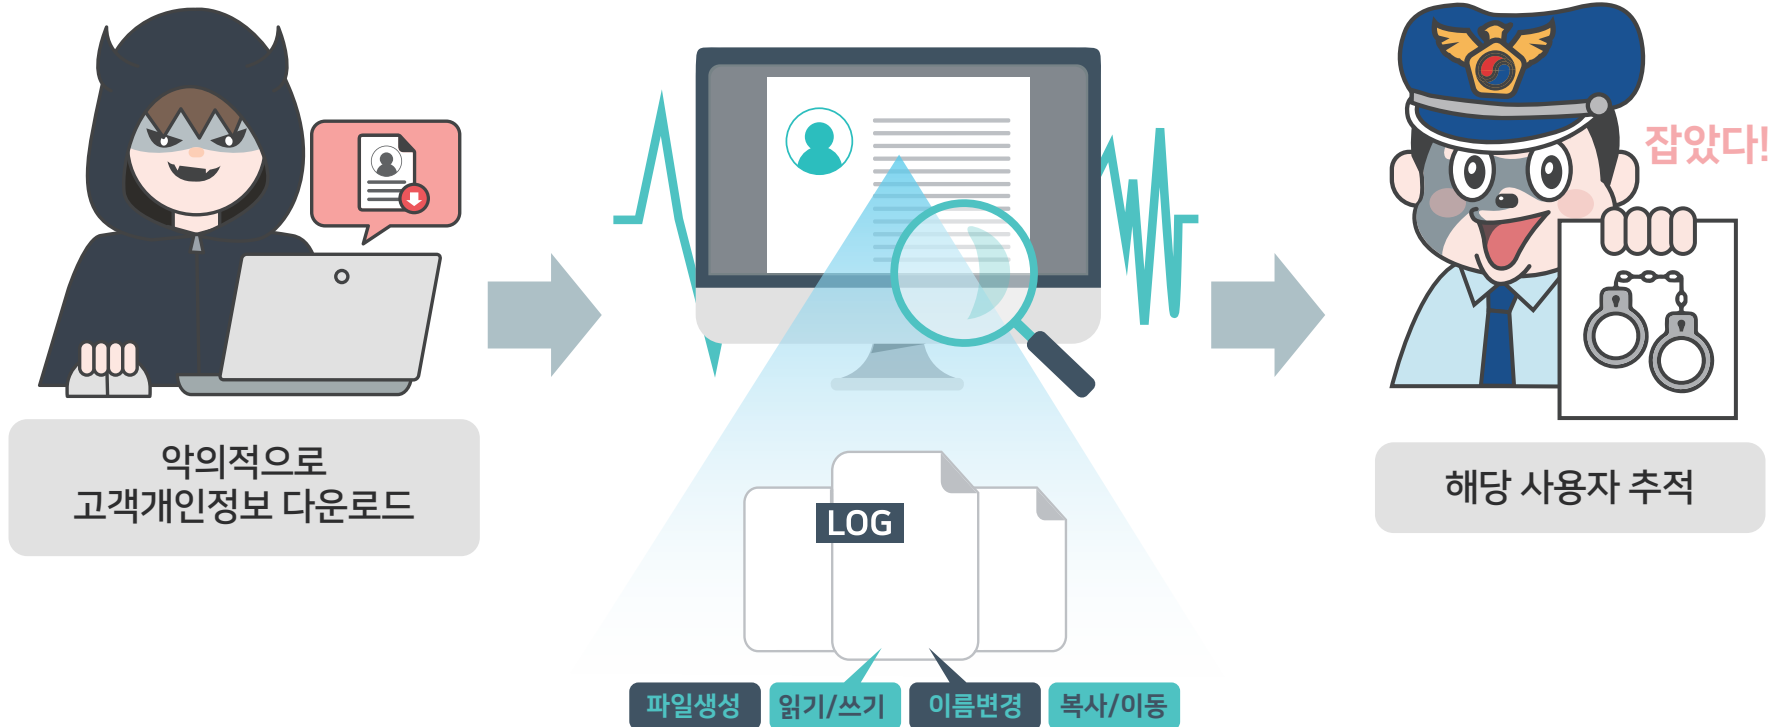 악의적으로
고객개인정보 다운로드
LOG
파일생성
읽기/쓰기
이름변경
복사/이동
잡았다!
해당 사용자 추적